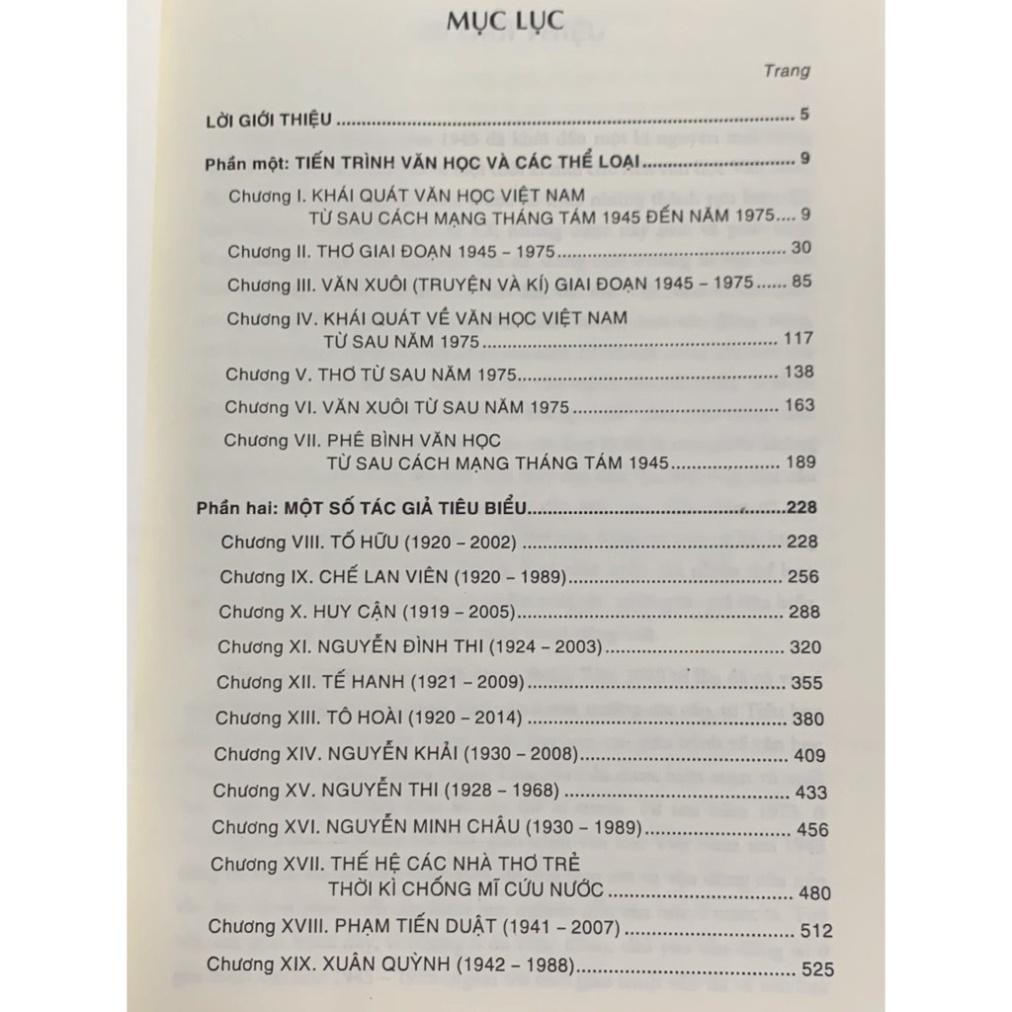 MỤC LỤC
Trang
LỜI GIỚI THIỆU ........ 5
Phần một: TIẾN TRÌNH VĂN HỌC VÀ CÁC THỂ LOẠI ........ 9
Chương I. KHÁI QUÁT VĂN HỌC VIỆT NAM
TỪ SAU CÁCH MẠNG THÁNG TÁM 1945 ĐẾN NĂM 1975.... 9
Chương II. THƠ GIAI ĐOẠN 1945 – 1975 ........ 30
Chương III. VĂN XUÔI (TRUYỆN VÀ KÍ) GIAI ĐOẠN 1945 – 1975 ...... 85
Chương IV. KHÁI QUÁT VỀ VĂN HỌC VIỆT NAM
TỪ SAU NĂM 1975 ........ 117
Chương V. THƠ TỪ SAU NĂM 1975 ........ 138
Chương VI. VĂN XUÔI TỪ SAU NĂM 1975 ........ 163
Chương VII. PHÊ BÌNH VĂN HỌC
TỪ SAU CÁCH MẠNG THÁNG TÁM 1945 ........ 189
Phần hai: MỘT SỐ TÁC GIẢ TIÊU BIỂU ........ 228
Chương VIII. TỐ HỮU (1920 – 2002) ........ 228
Chương IX. CHẾ LAN VIÊN (1920 – 1989) ........ 256
Chương X. HUY CẬN (1919 – 2005) ........ 288
Chương XI. NGUYỄN ĐÌNH THI (1924 – 2003) ........ 320
Chương XII. TẾ HANH (1921 – 2009) ........ 355
Chương XIII. TÔ HOÀI (1920 – 2014) ........ 380
Chương XIV. NGUYỄN KHẢI (1930 – 2008) ........ 409
Chương XV. NGUYỄN THI (1928 – 1968) ........ 433
Chương XVI. NGUYỄN MINH CHÂU (1930 – 1989) ........ 456
Chương XVII. THẾ HỆ CÁC NHÀ THƠ TRẺ
THỜI KÌ CHỐNG MĨ CỨU NƯỚC ........ 480
Chương XVIII. PHẠM TIẾN DUẬT (1941 – 2007) ........ 512
Chương XIX. XUÂN QUỲNH (1942 – 1988) ........ 525